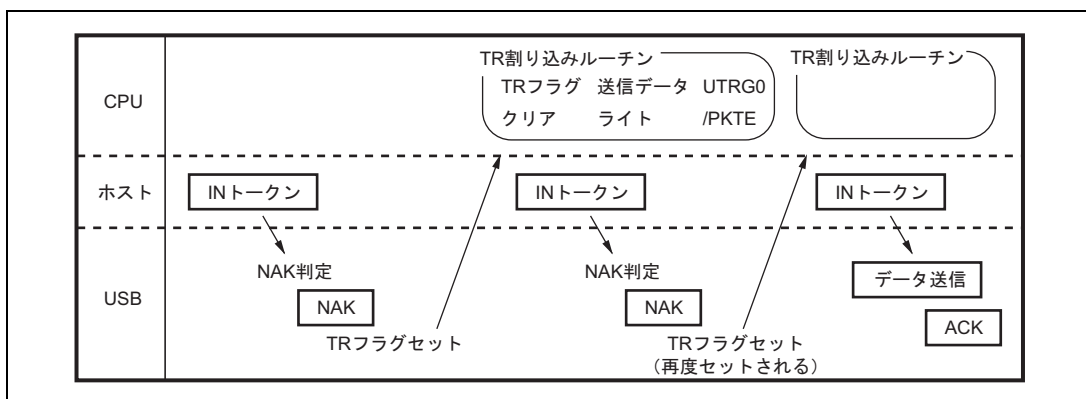 CPU
TR割り込みルーチン
TRフラグ 送信データ UTRG0
クリア ライト /PKTE
TR割り込みルーチン
ホスト
INトークン
INトークン
INトークン
USB
NAK判定
NAK
TRフラグセット
NAK判定
NAK
TRフラグセット
(再度セットされる)
データ送信
ACK